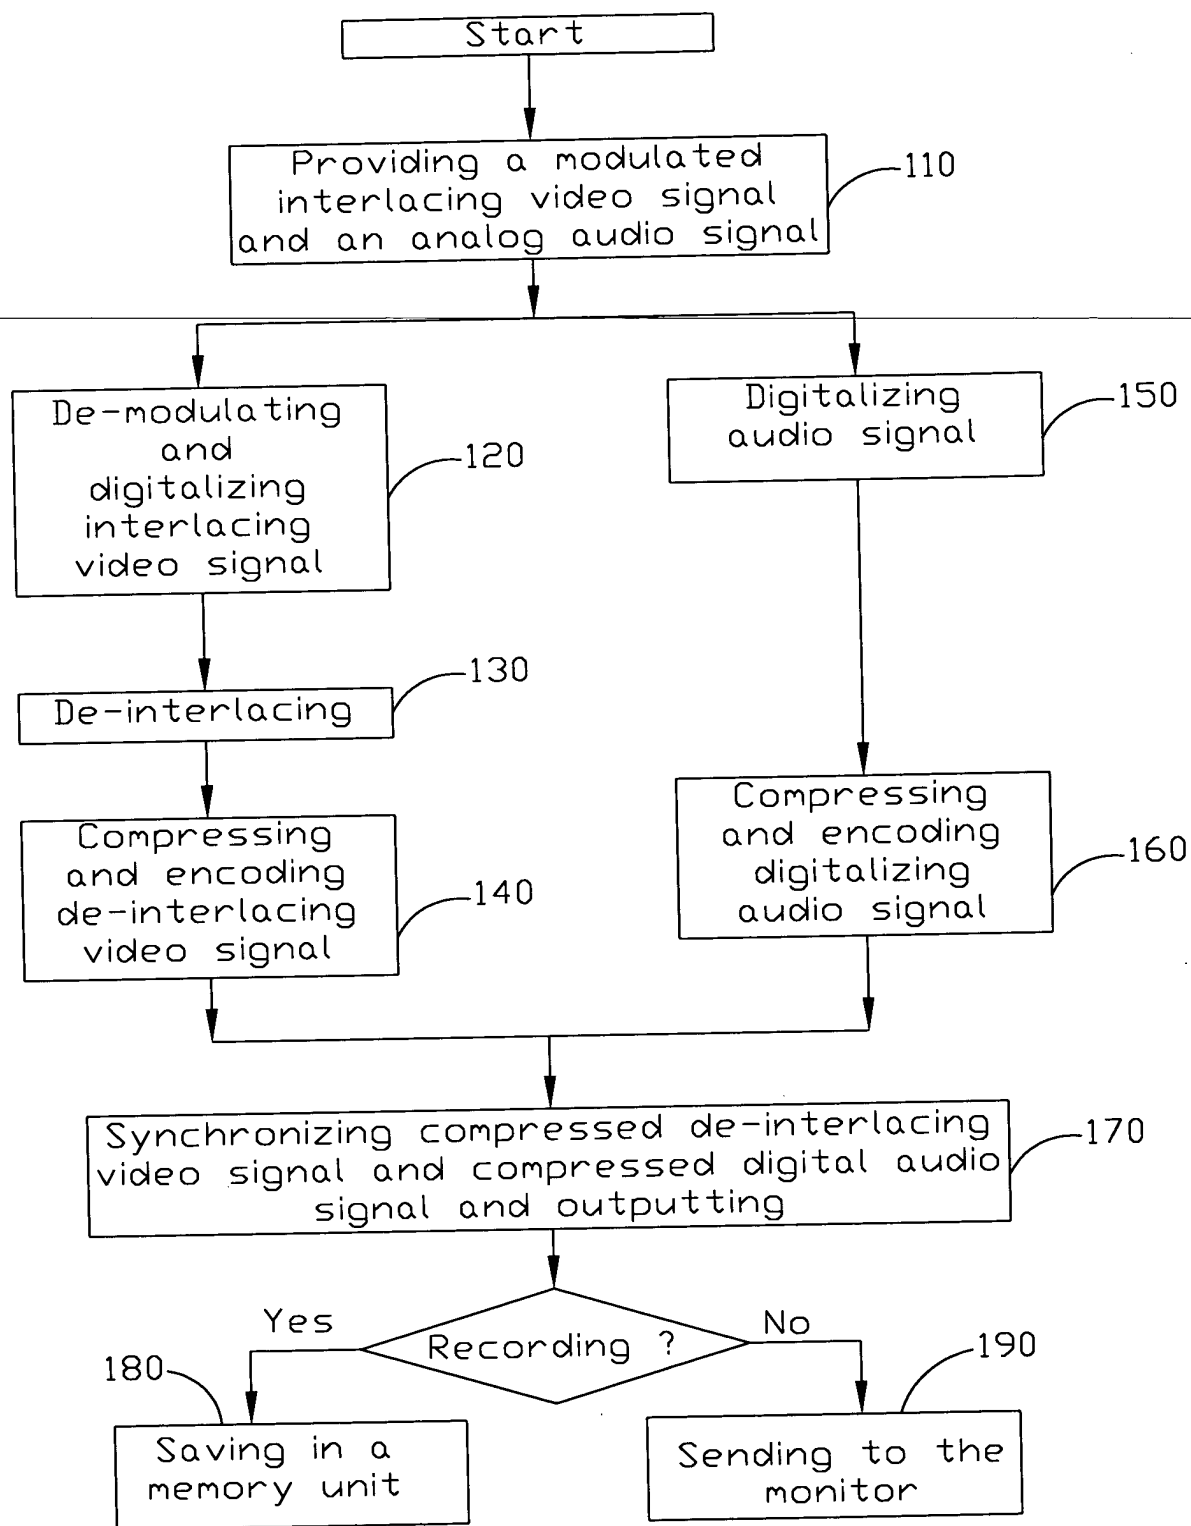 Start
Providing a modulated
interlacing video signal
and an analog audio signal
110
De-modulating
and
digitalizing
interlacing
video signal
120
Digitalizing
audio signal
150
De-interlacing
130
Compressing
and encoding
de-interlacing
video signal
140
Compressing
and encoding
digitalizing
audio signal
160
Synchronizing compressed de-interlacing
video signal and compressed digital audio
signal and outputting
170
Recording ?
Yes
No
180
Saving in a
memory unit
190
Sending to the
monitor